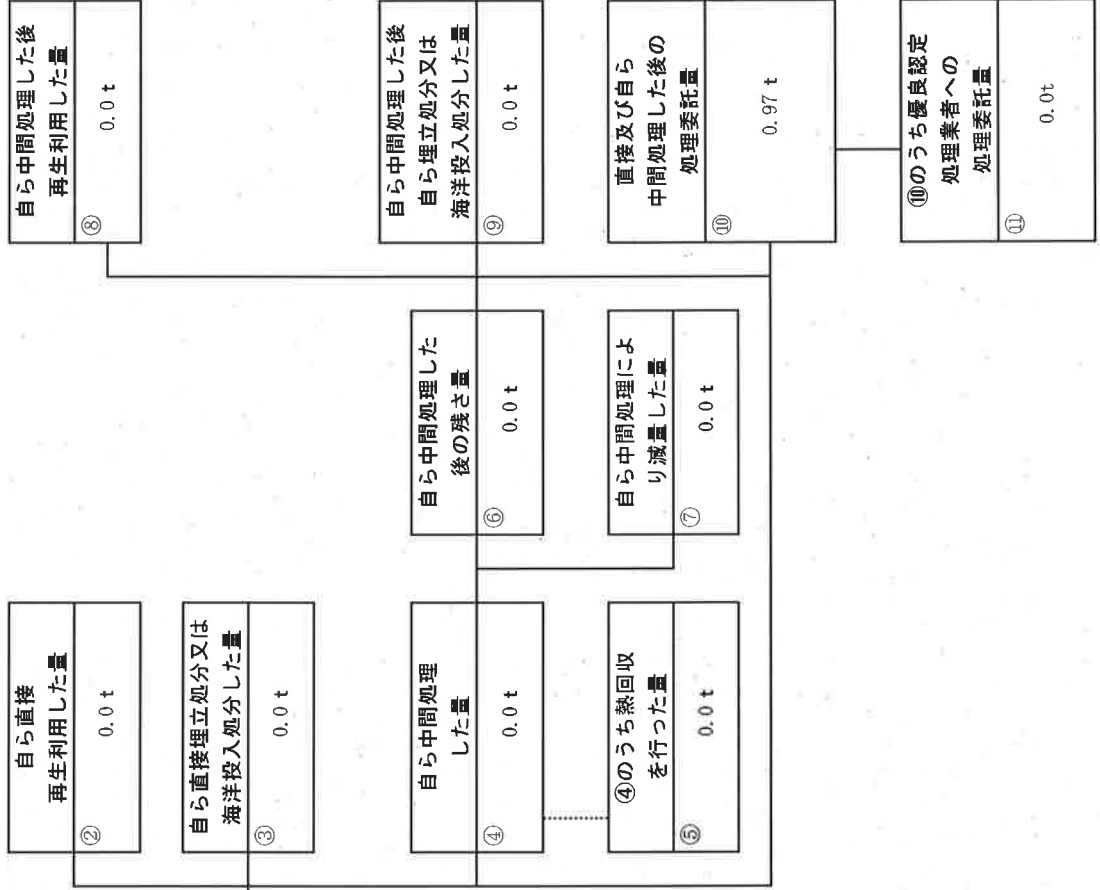 自ら直接
再生利用した量
②
0.0 t
自ら直接埋立処分又は
海洋投入処分した量
③
0.0 t
自ら中間処理
した量
④
0.0 t
④のうち熱回収
を行った量
⑤
0.0 t
自ら中間処理した
後の残さ量
⑥
0.0 t
自ら中間処理によ
り減量した量
⑦
0.0 t
自ら中間処理した後
再生利用した量
⑧
0.0 t
自ら中間処理した後
自ら埋立処分又は
海洋投入処分した量
⑨
0.0 t
直接及び自ら
中間処理した後の
処理委託量
⑩
0.97 t
⑩のうち優良認定
処理業者への
処理委託量
⑪
0.0t